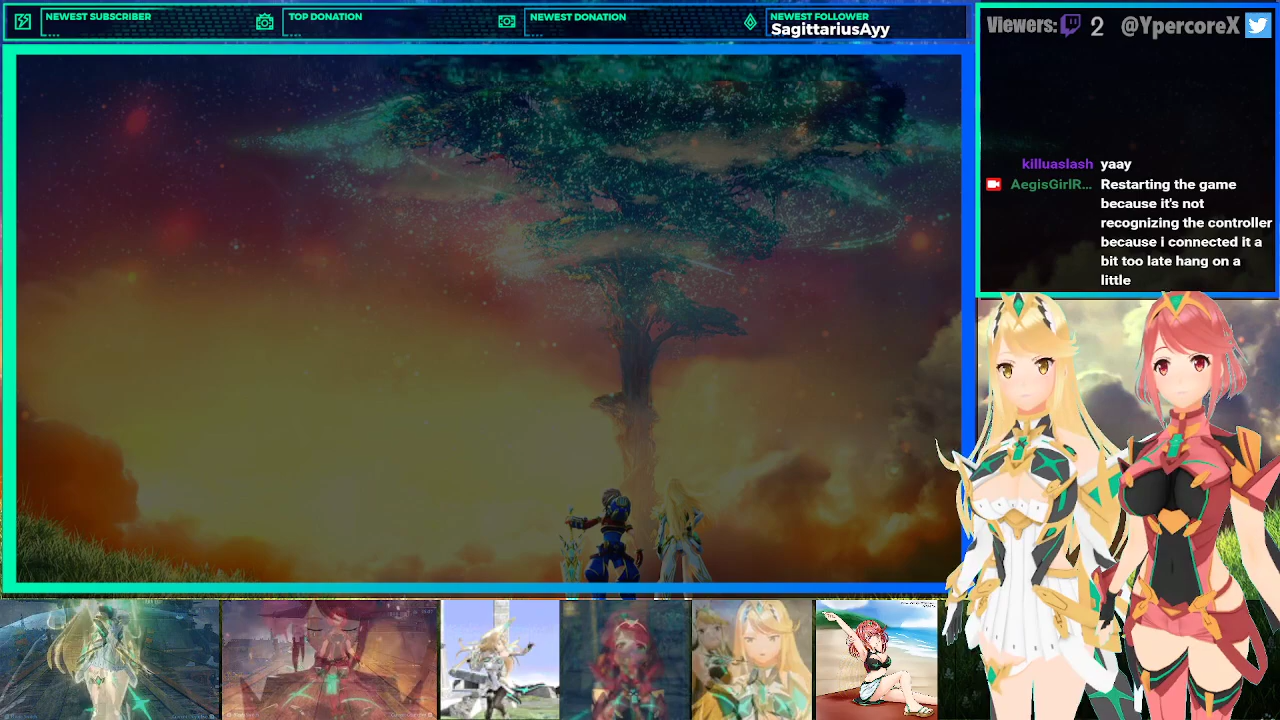 NEWEST SUBSCRIBER
TOP DONATION
NEWEST DONATION
NEWEST FOLLOWER
SagittariusAyy
Viewers: 2 @YpercoreX
killuaslash yaay
AegisGirlR... Restarting the game
because it's not
recognizing the controller
because i connected it a
bit too late hang on a
little